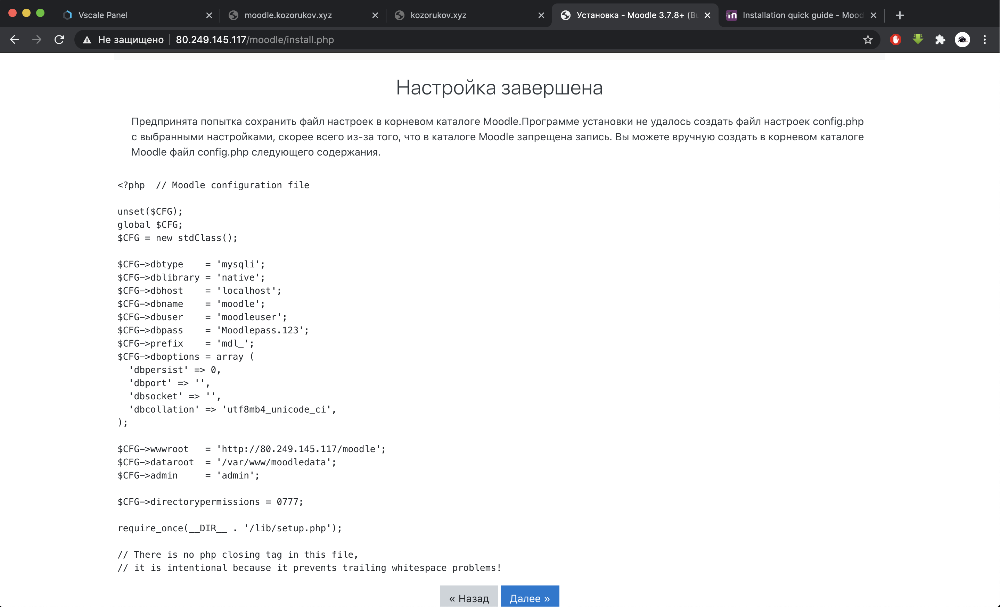 Vscale Panel
moodle.kozorukov.xyz
kozorukov.xyz
Установка - Moodle 3.7.8+ (Bu
Installation quick guide - Mood
Не защищено
80.249.145.117/moodle/install.php
Настройка завершена
Предпринята попытка сохранить файл настроек в корневом каталоге Moodle.Программе установки не удалось создать файл настроек config.php
с выбранными настройками, скорее всего из-за того, что в каталоге Moodle запрещена запись. Вы можете вручную создать в корневом каталоге
Moodle файл config.php следующего содержания.
<?php  // Moodle configuration file
unset($CFG);
global $CFG;
$CFG = new stdClass();
$CFG->dbtype    = 'mysqli';
$CFG->dblibrary = 'native';
$CFG->dbhost    = 'localhost';
$CFG->dbname    = 'moodle';
$CFG->dbuser    = 'moodleuser';
$CFG->dbpass    = 'Moodlepass.123';
$CFG->prefix    = 'mdl_';
$CFG->dboptions = array (
  'dbpersist' => 0,
  'dbport' => '',
  'dbsocket' => '',
  'dbcollation' => 'utf8mb4_unicode_ci',
);
$CFG->wwwroot   = 'http://80.249.145.117/moodle';
$CFG->dataroot  = '/var/www/moodledata';
$CFG->admin     = 'admin';
$CFG->directorypermissions = 0777;
require_once(__DIR__ . '/lib/setup.php');
// There is no php closing tag in this file,
// it is intentional because it prevents trailing whitespace problems!
« Назад
Далее »